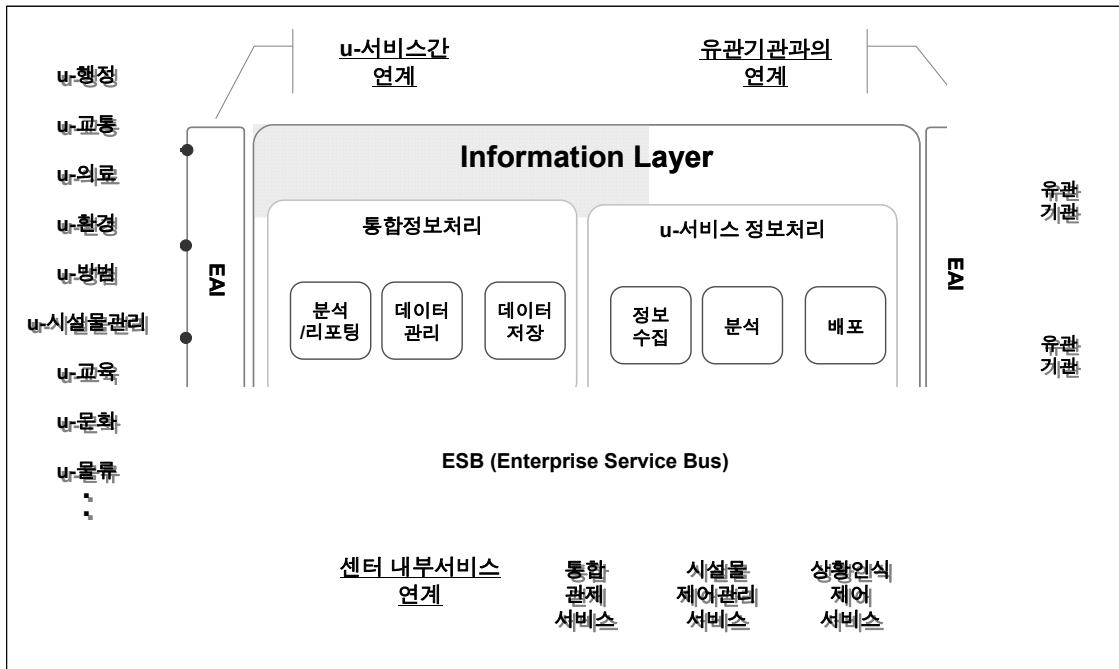 u-서비스간
연계
유관기관과의
연계
u-행정
u-교통
u-의료
u-환경
u-방범
u-시설물관리
u-교육
u-문화
u-물류
:
EAI
Information Layer
통합정보처리
분석
/리포팅
데이터
관리
데이터
저장
u-서비스 정보처리
정보
수집
분석
배포
EAI
유관
기관
유관
기관
ESB (Enterprise Service Bus)
센터 내부서비스
연계
통합
관제
서비스
시설물
제어관리
서비스
상황인식
제어
서비스